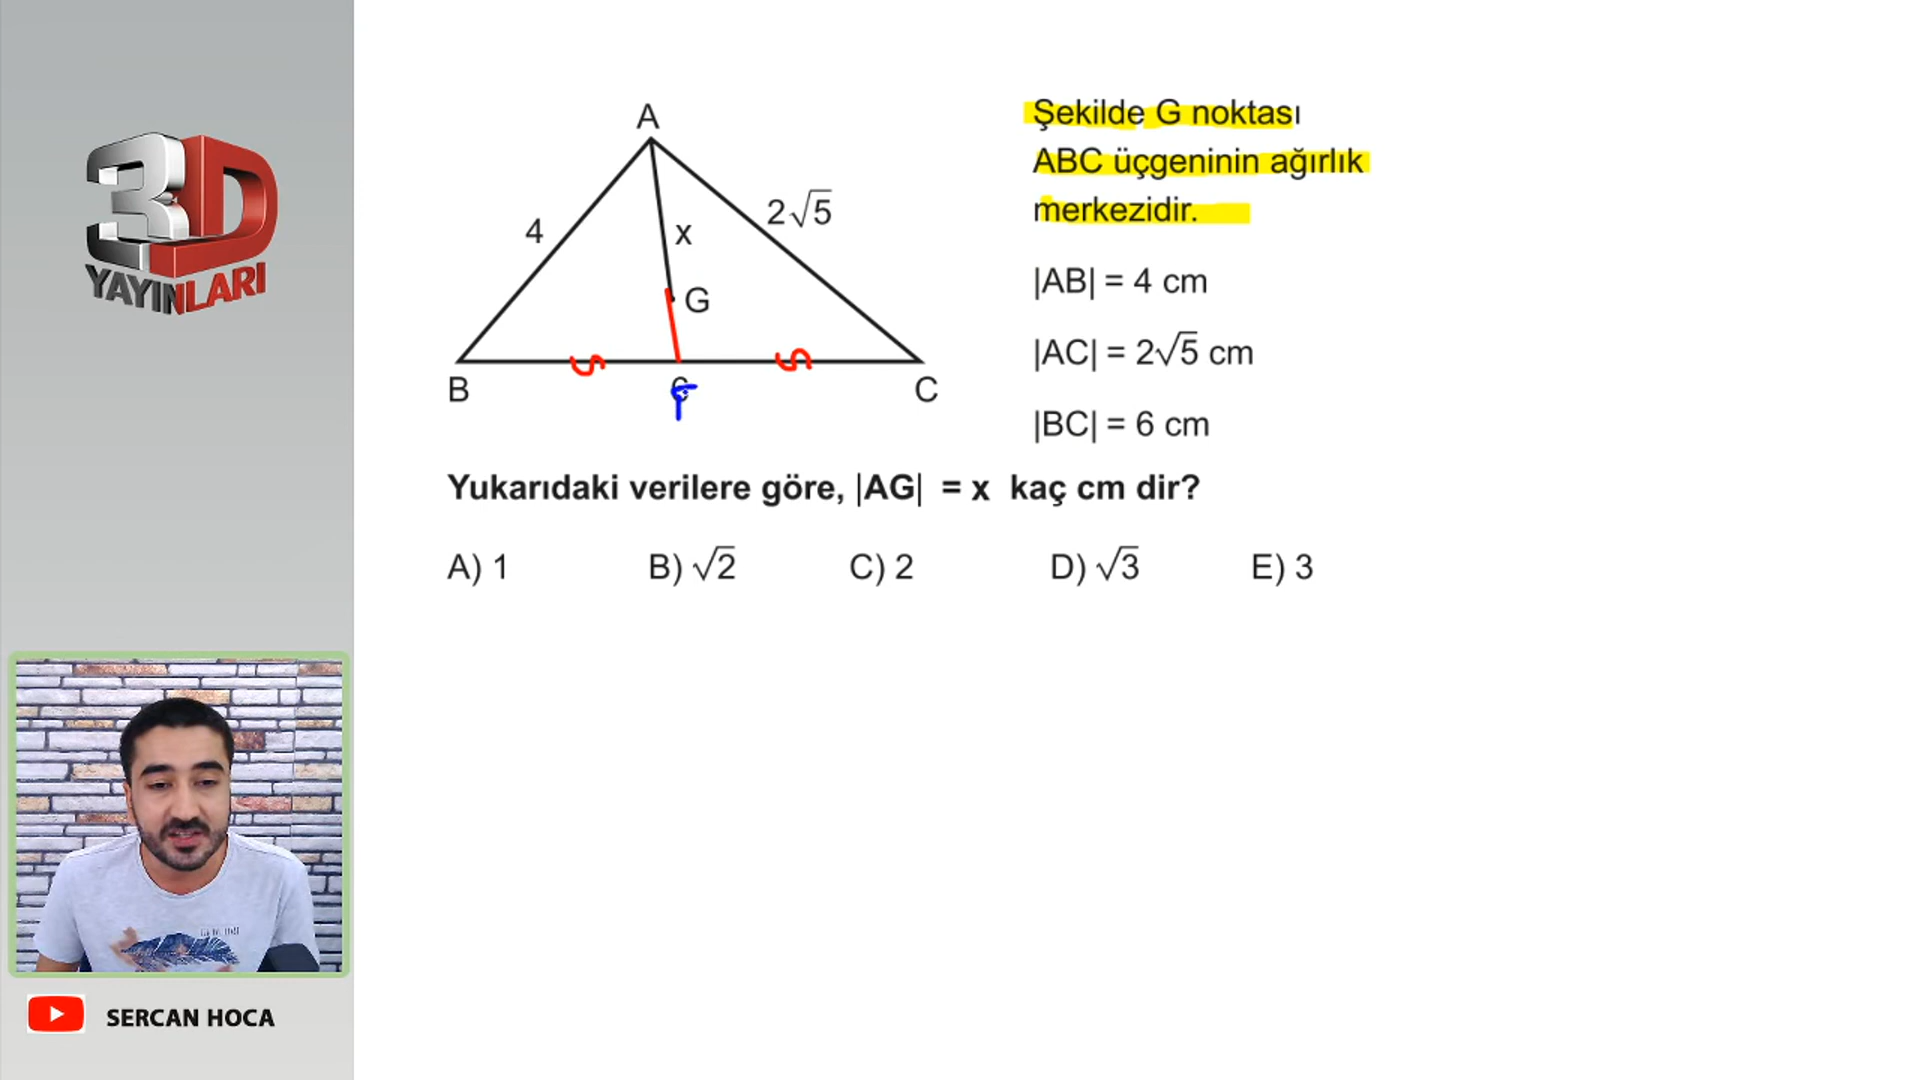 3D
YAYINLARI
A
4
x
2√5
G
B
6
C
Şekilde G noktası
ABC üçgeninin ağırlık
merkezidir.
|AB| = 4 cm
|AC| = 2√5 cm
|BC| = 6 cm
Yukarıdaki verilere göre, |AG| = x kaç cm dir?
A) 1 B) √2 C) 2 D) √3 E) 3
SERCAN HOCA